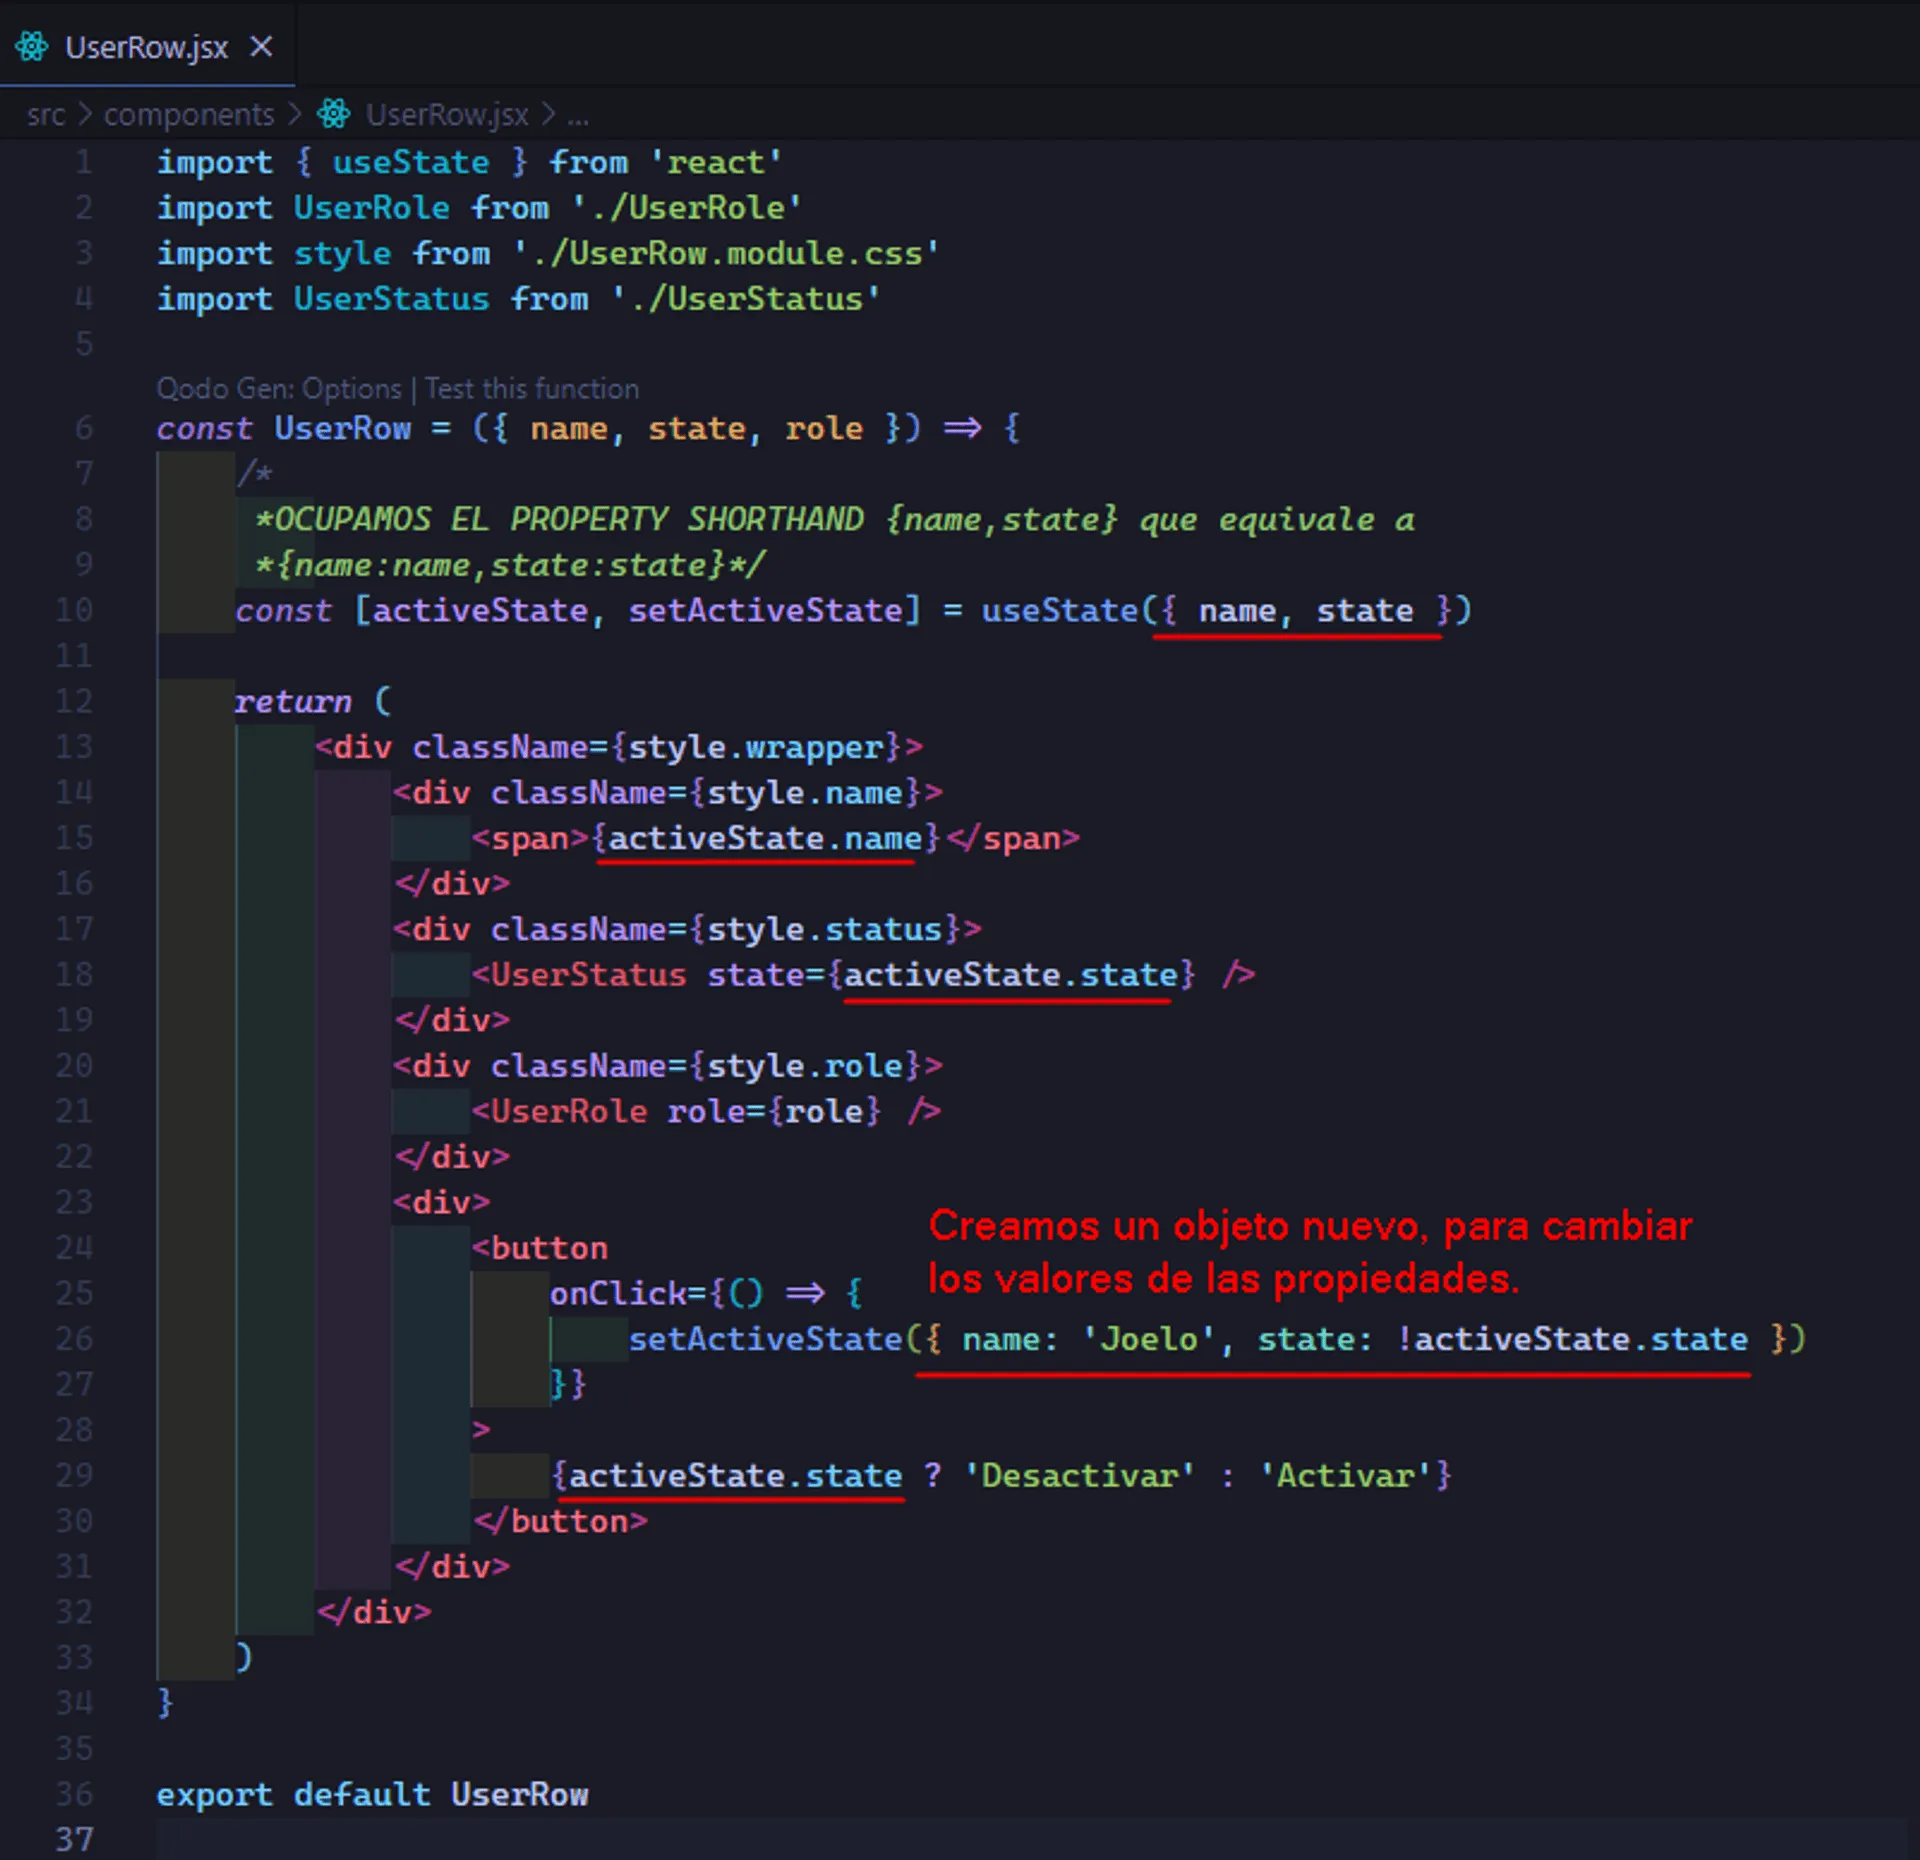 UserRow.jsx
src > components > UserRow.jsx > ...
1 import { useState } from 'react'
2 import UserRole from './UserRole'
3 import style from './UserRow.module.css'
4 import UserStatus from './UserStatus'
5
Qodo Gen: Options | Test this function
6 const UserRow = ({ name, state, role }) => {
7 /*
8 *OCUPAMOS EL PROPERTY SHORTHAND {name,state} que equivale a
9 *{name:name,state:state}*/
10 const [activeState, setActiveState] = useState({ name, state })
11
12 return (
13 <div className={style.wrapper}>
14 <div className={style.name}>
15 <span>{activeState.name}</span>
16 </div>
17 <div className={style.status}>
18 <UserStatus state={activeState.state} />
19 </div>
20 <div className={style.role}>
21 <UserRole role={role} />
22 </div>
23 <div>
Creamos un objeto nuevo, para cambiar
24 <button
los valores de las propiedades.
25 onClick={() => {
26 setActiveState({ name: 'Joelo', state: !activeState.state })
27 }}
28 >
29 {activeState.state ? 'Desactivar' : 'Activar'}
30 </button>
31 </div>
32 </div>
33 )
34 }
35
36 export default UserRow
37